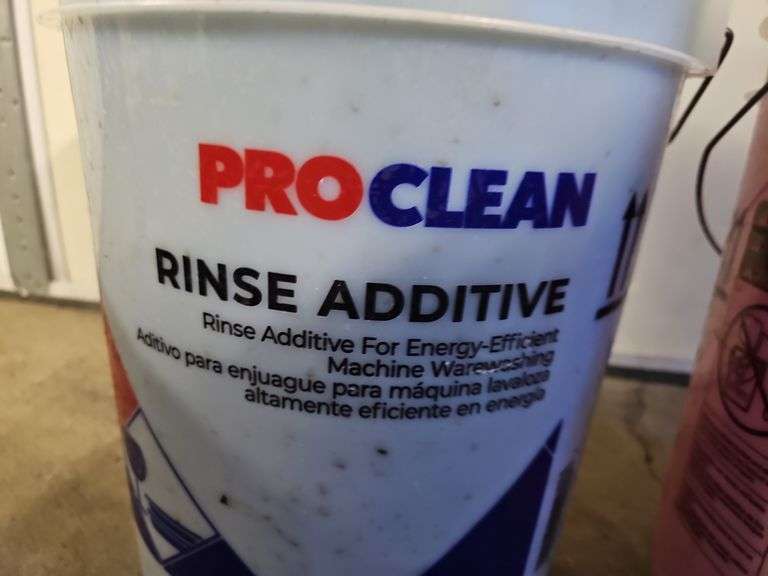 PROCLEAN
RINSE ADDITIVE
Rinse Additive For Energy-Efficient
Machine Warewashing
Aditivo para enjuague para máquina lavaloza
altamente eficiente en energía